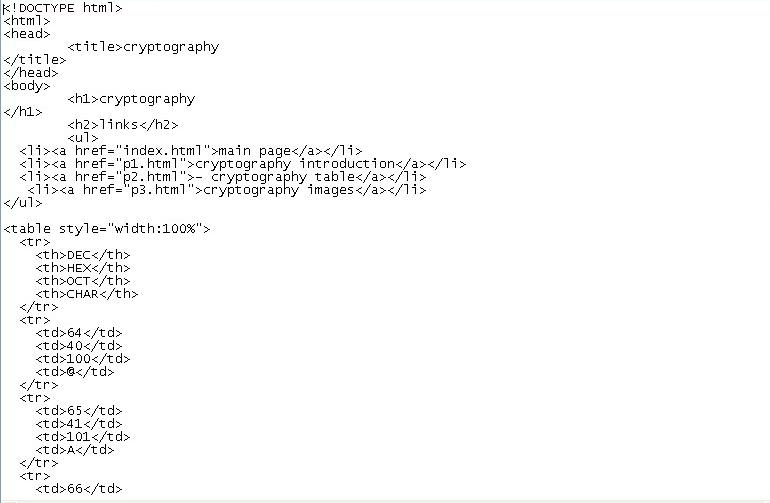 <!DOCTYPE html>
<html>
<head>
        <title>cryptography
</title>
</head>
<body>
        <h1>cryptography
</h1>
        <h2>links</h2>
        <ul>
  <li><a href="index.html">main page</a></li>
  <li><a href="p1.html">cryptography introduction</a></li>
  <li><a href="p2.html">- cryptography table</a></li>
   <li><a href="p3.html">cryptography images</a></li>
</ul>

<table style="width:100%">
  <tr>
    <th>DEC</th>
    <th>HEX</th>
    <th>OCT</th>
    <th>CHAR</th>
  </tr>
  <tr>
    <td>64</td>
    <td>40</td>
    <td>100</td>
    <td>@</td>
  </tr>
  <tr>
    <td>65</td>
    <td>41</td>
    <td>101</td>
    <td>A</td>
  </tr>
  <tr>
    <td>66</td>